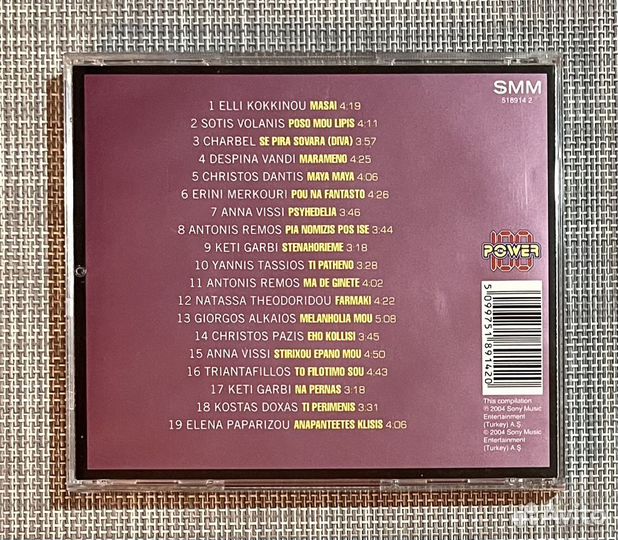 1 ELLI KOKKINOU MASAI 4:19
2 SOTIS VOLANIS POSO MOU LIPIS 4:11
3 CHARBEL SE PIRA SOVARA (DIVA) 3:57
4 DESPINA VANDI MARAMENO 4:25
5 CHRISTOS DANTIS MAYA MAYA 4:06
6 ERINI MERKOURI POU NA FANTASTO 4:26
7 ANNA VISSI PSYHEDELIA 3:46
8 ANTONIS REMOS PIA NOMIZIS POS ISE 3:44
9 KETI GARBI STENAHORIEME 3:18
10 YANNIS TASSIOS TI PATHENO 3:28
11 ANTONIS REMOS MA DE GINETE 4:02
12 NATASSA THEODORIDOU FARMAKI 4:22
13 GIORGOS ALKAIOS MELANHOLIA MOU 5:08
14 CHRISTOS PAZIS EHO KOLLISI 3:45
15 ANNA VISSI STIRIXOU EPANO MOU 4:50
16 TRIANTAFILLOS TO FILOTIMO SOU 4:43
17 KETI GARBI NA PERNAS 3:18
18 KOSTAS DOXAS TI PERIMENIS 3:31
19 ELENA PAPARIZOU ANAPANTEETES KLISIS 4:06
SMM
518914 2
100
POWER
5 099751 891420
This compilation
℗ 2004 Sony Music
Entertainment
(Turkey) A.Ş
© 2004 Sony Music
Entertainment
(Turkey) A.Ş
Avito